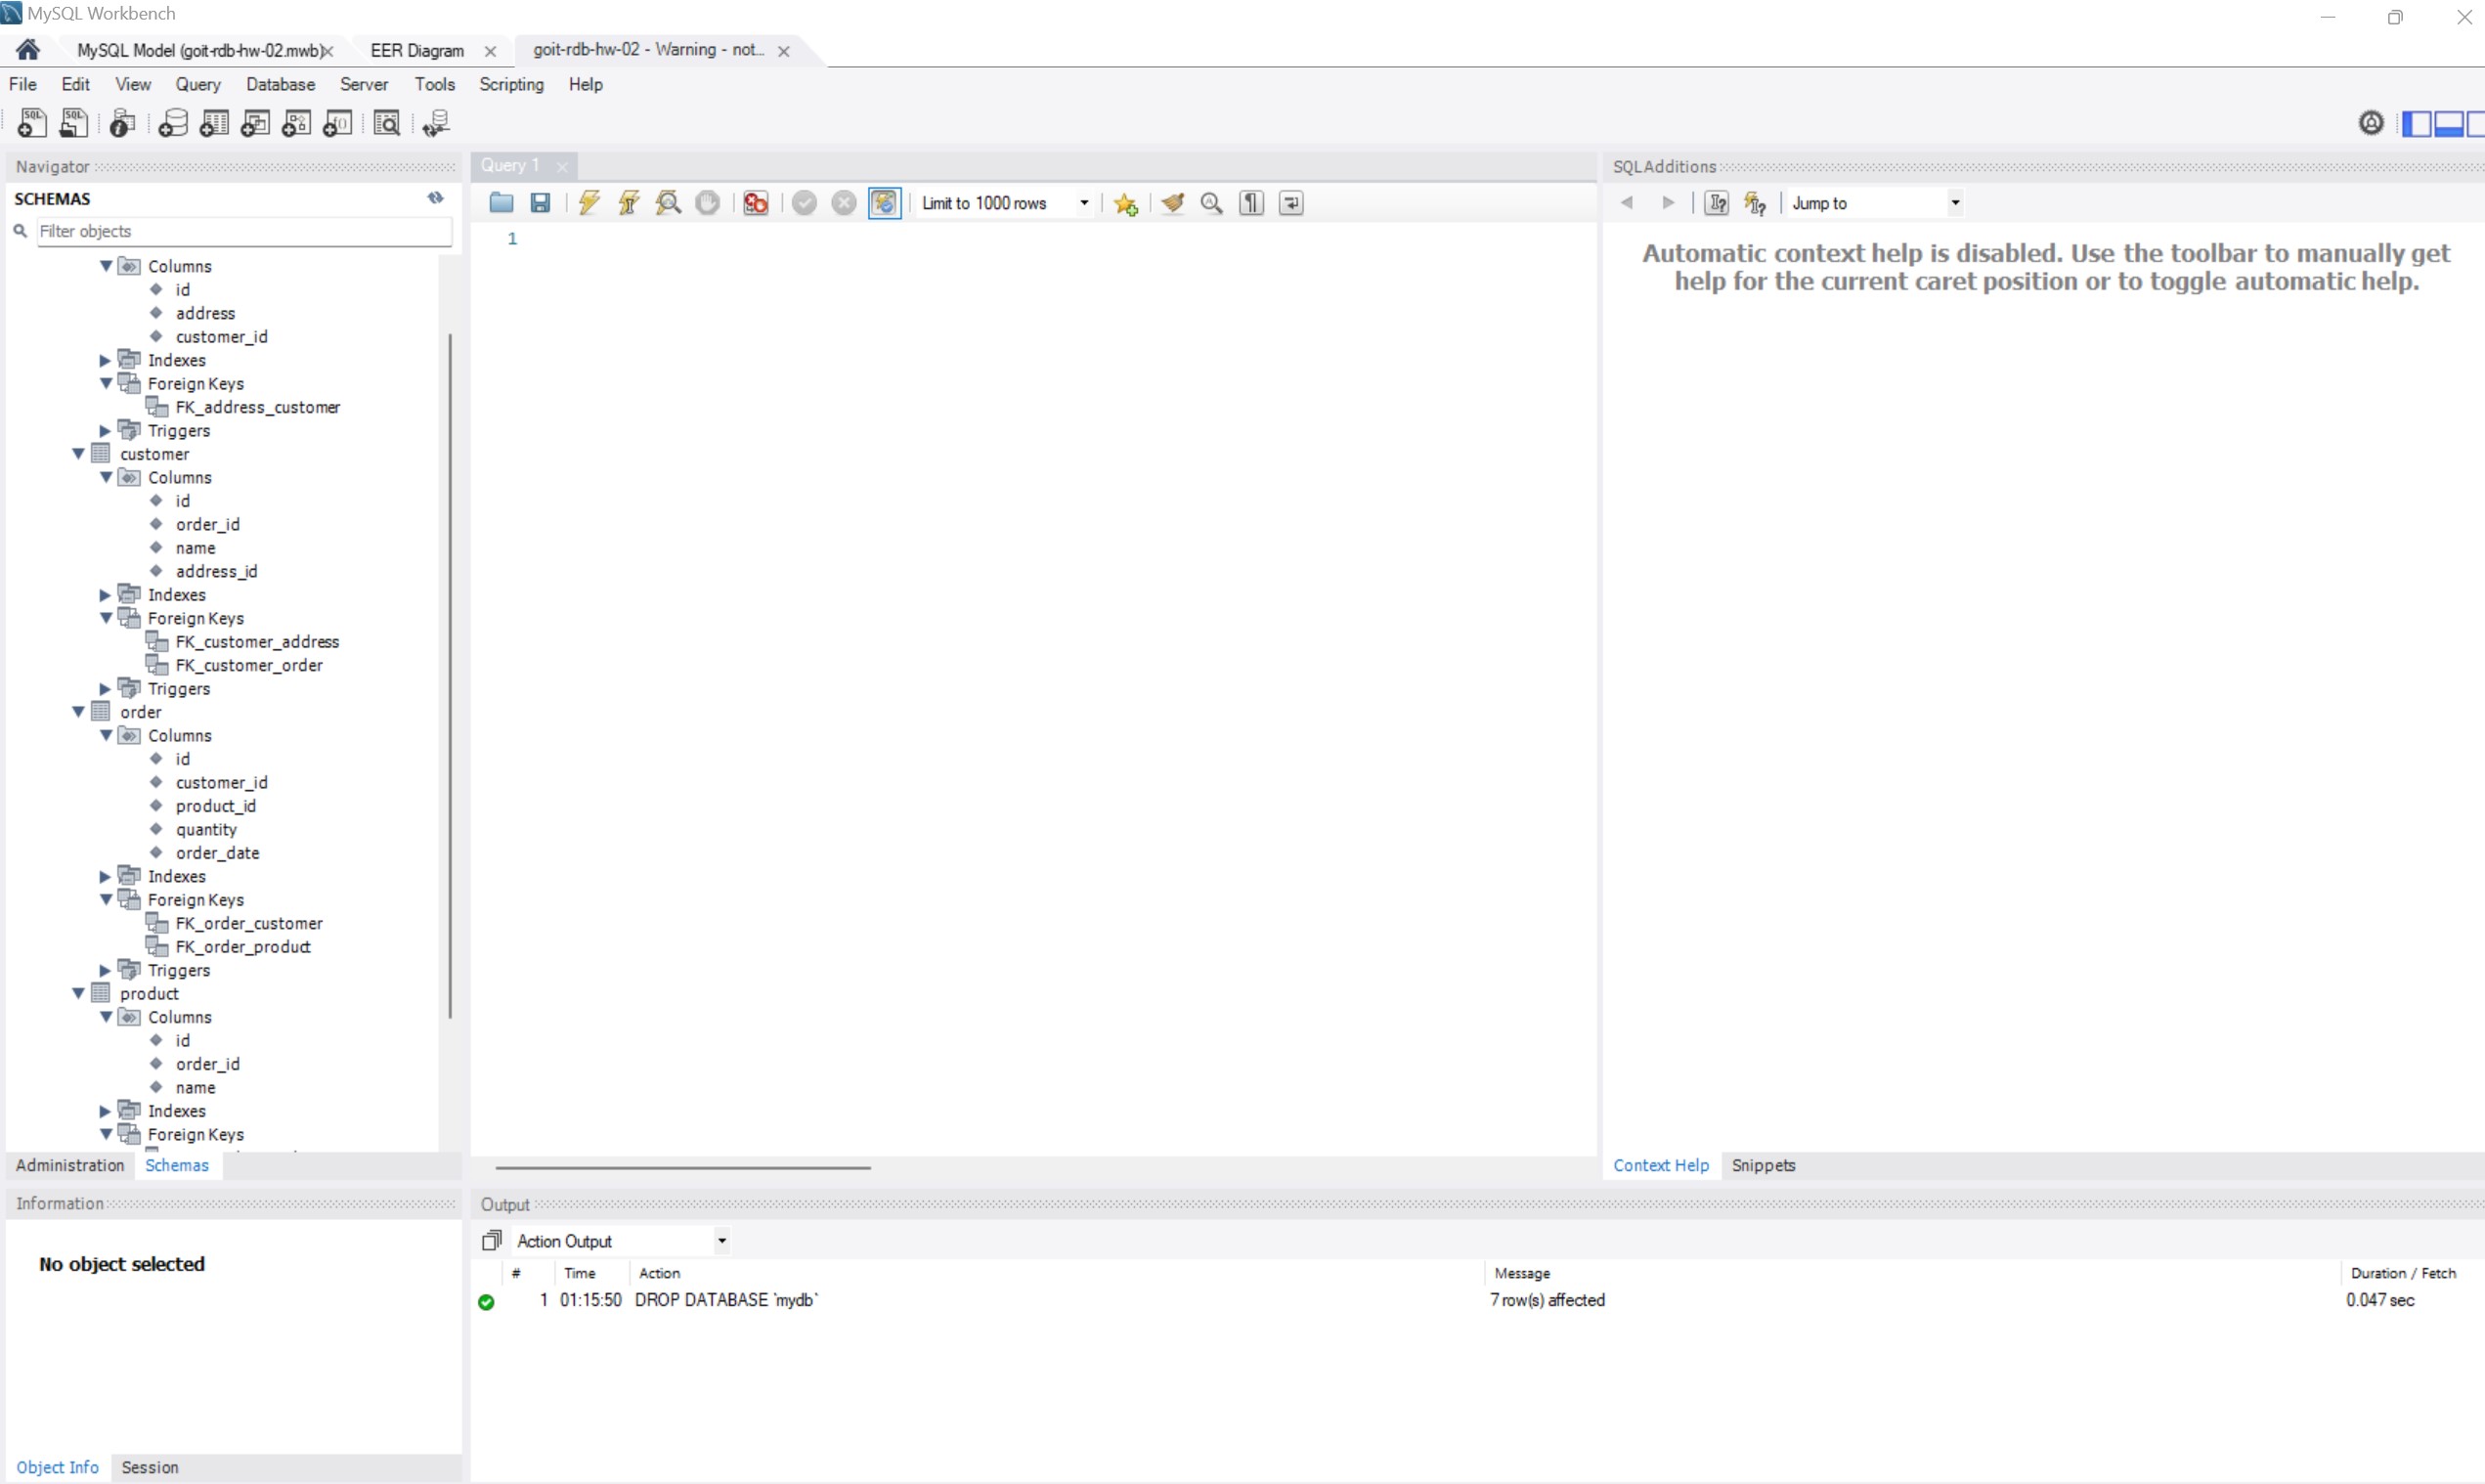 MySQL Workbench
MySQL Model (goit-rdb-hw-02.mwb)
EER Diagram
goit-rdb-hw-02 - Warning - not...
File Edit View Query Database Server Tools Scripting Help
Navigator
SCHEMAS
Filter objects
Columns
id
address
customer_id
Indexes
Foreign Keys
FK_address_customer
Triggers
customer
Columns
id
order_id
name
address_id
Indexes
Foreign Keys
FK_customer_address
FK_customer_order
Triggers
order
Columns
id
customer_id
product_id
quantity
order_date
Indexes
Foreign Keys
FK_order_customer
FK_order_product
Triggers
product
Columns
id
order_id
name
Indexes
Foreign Keys
Administration Schemas
Information
No object selected
Object Info Session
Query 1
Limit to 1000 rows
1
SQLAdditions
Jump to
Automatic context help is disabled. Use the toolbar to manually get
help for the current caret position or to toggle automatic help.
Context Help Snippets
Output
Action Output
# Time Action Message Duration / Fetch
1 01:15:50 DROP DATABASE `mydb` 7 row(s) affected 0.047 sec